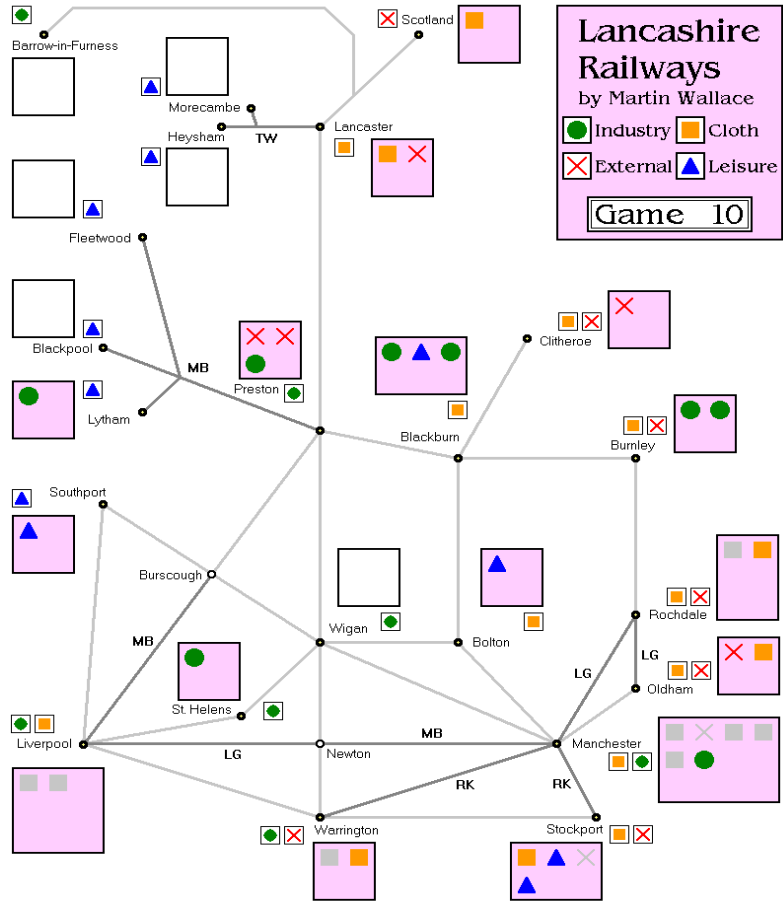 Barrow-in-Furness
Scotland
Lancashire
Railways
by Martin Wallace
Industry
Cloth
External
Leisure
Game 10
Morecambe
Heysham
TW
Lancaster
Fleetwood
Blackpool
MB
Preston
Lytham
Clitheroe
Blackburn
Burnley
Southport
Burscough
MB
Wigan
Bolton
Rochdale
LG
LG
Oldham
St. Helens
Liverpool
LG
Newton
MB
Manchester
RK
RK
Warrington
Stockport